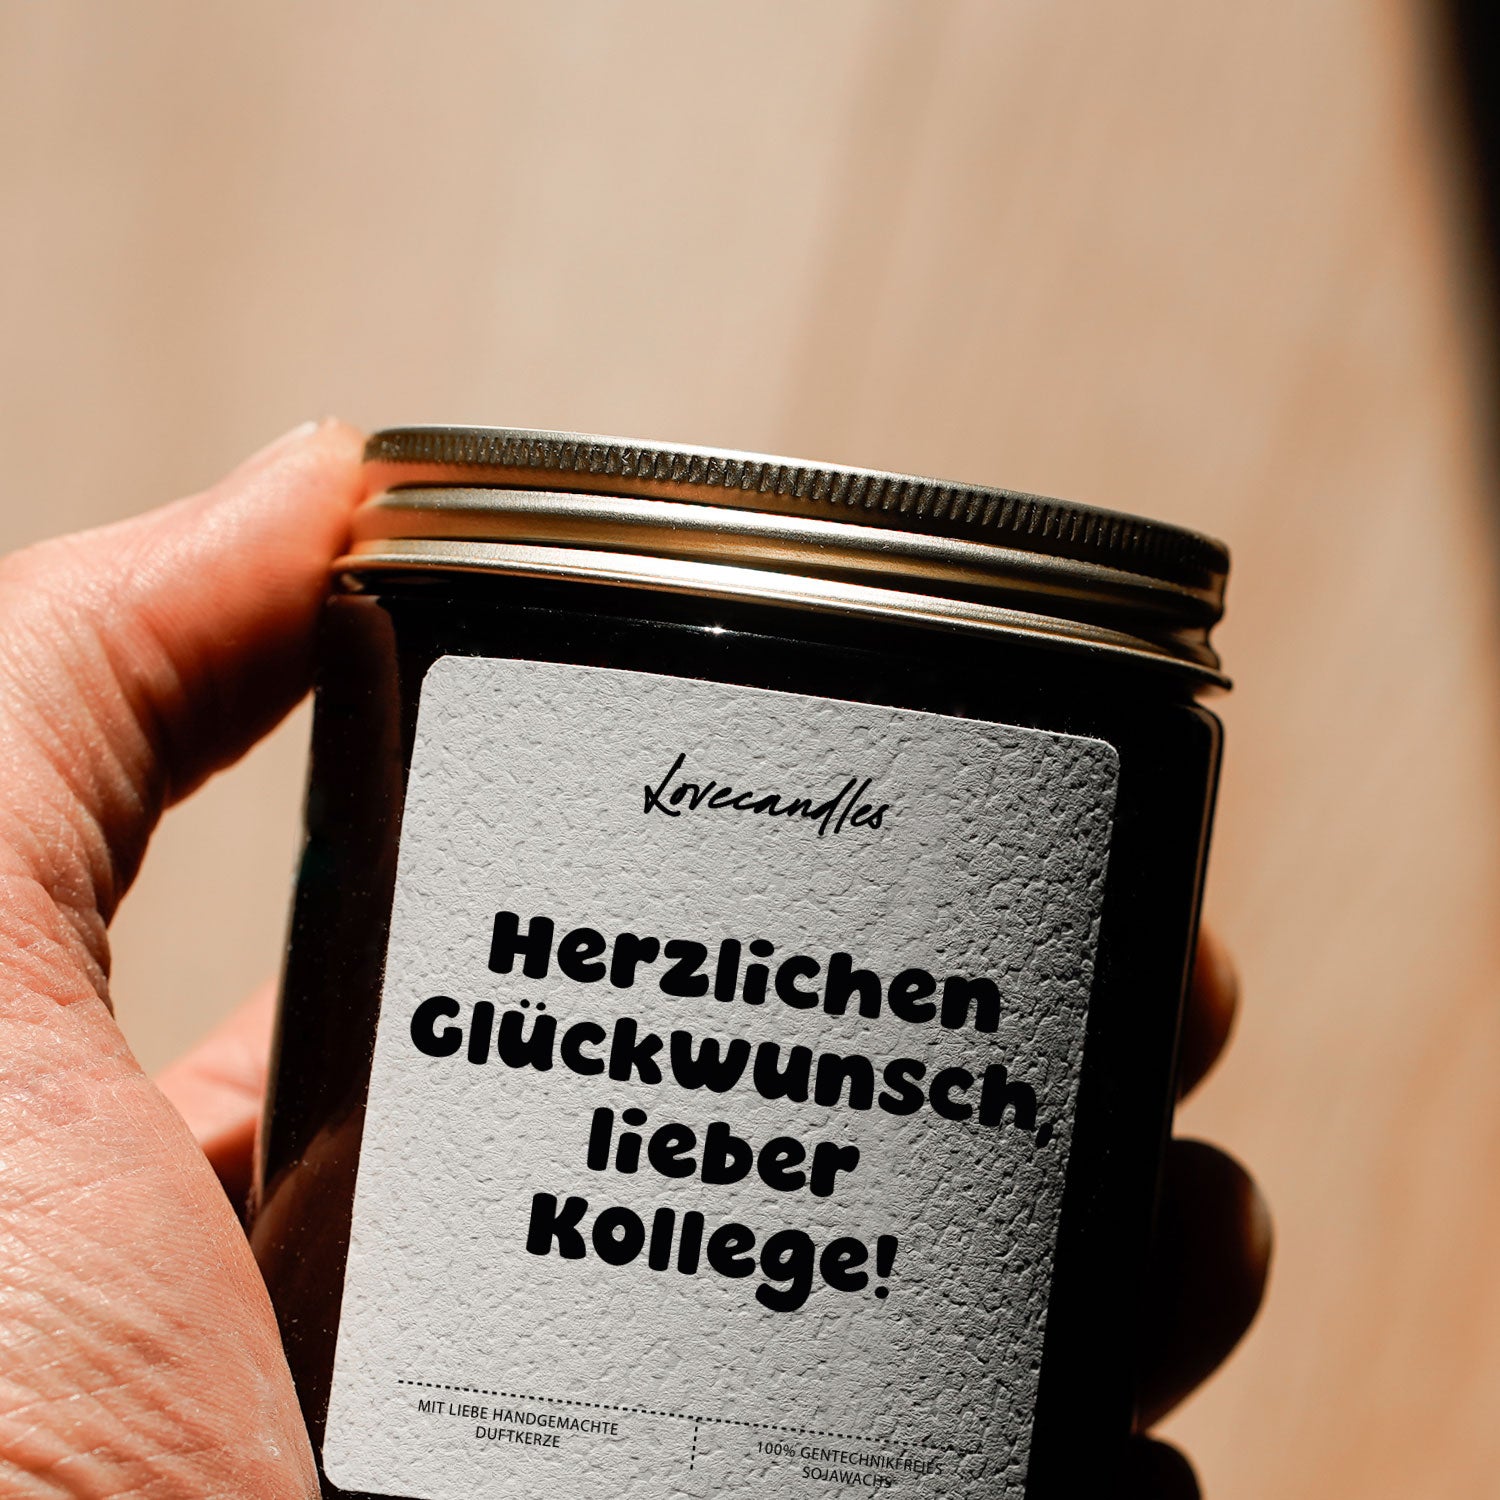 Lovecandles
Herzlichen
Glückwunsch,
lieber
Kollege!
MIT LIEBE HANDGEMACHTE
DUFTKERZE
100% GENTECHNIKFREIES
SOJAWACHS